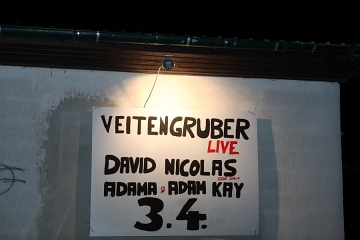 VEITENGRUBER
LIVE
DAVID NICOLAS
ADAMA & ADAM KAY
3.4.